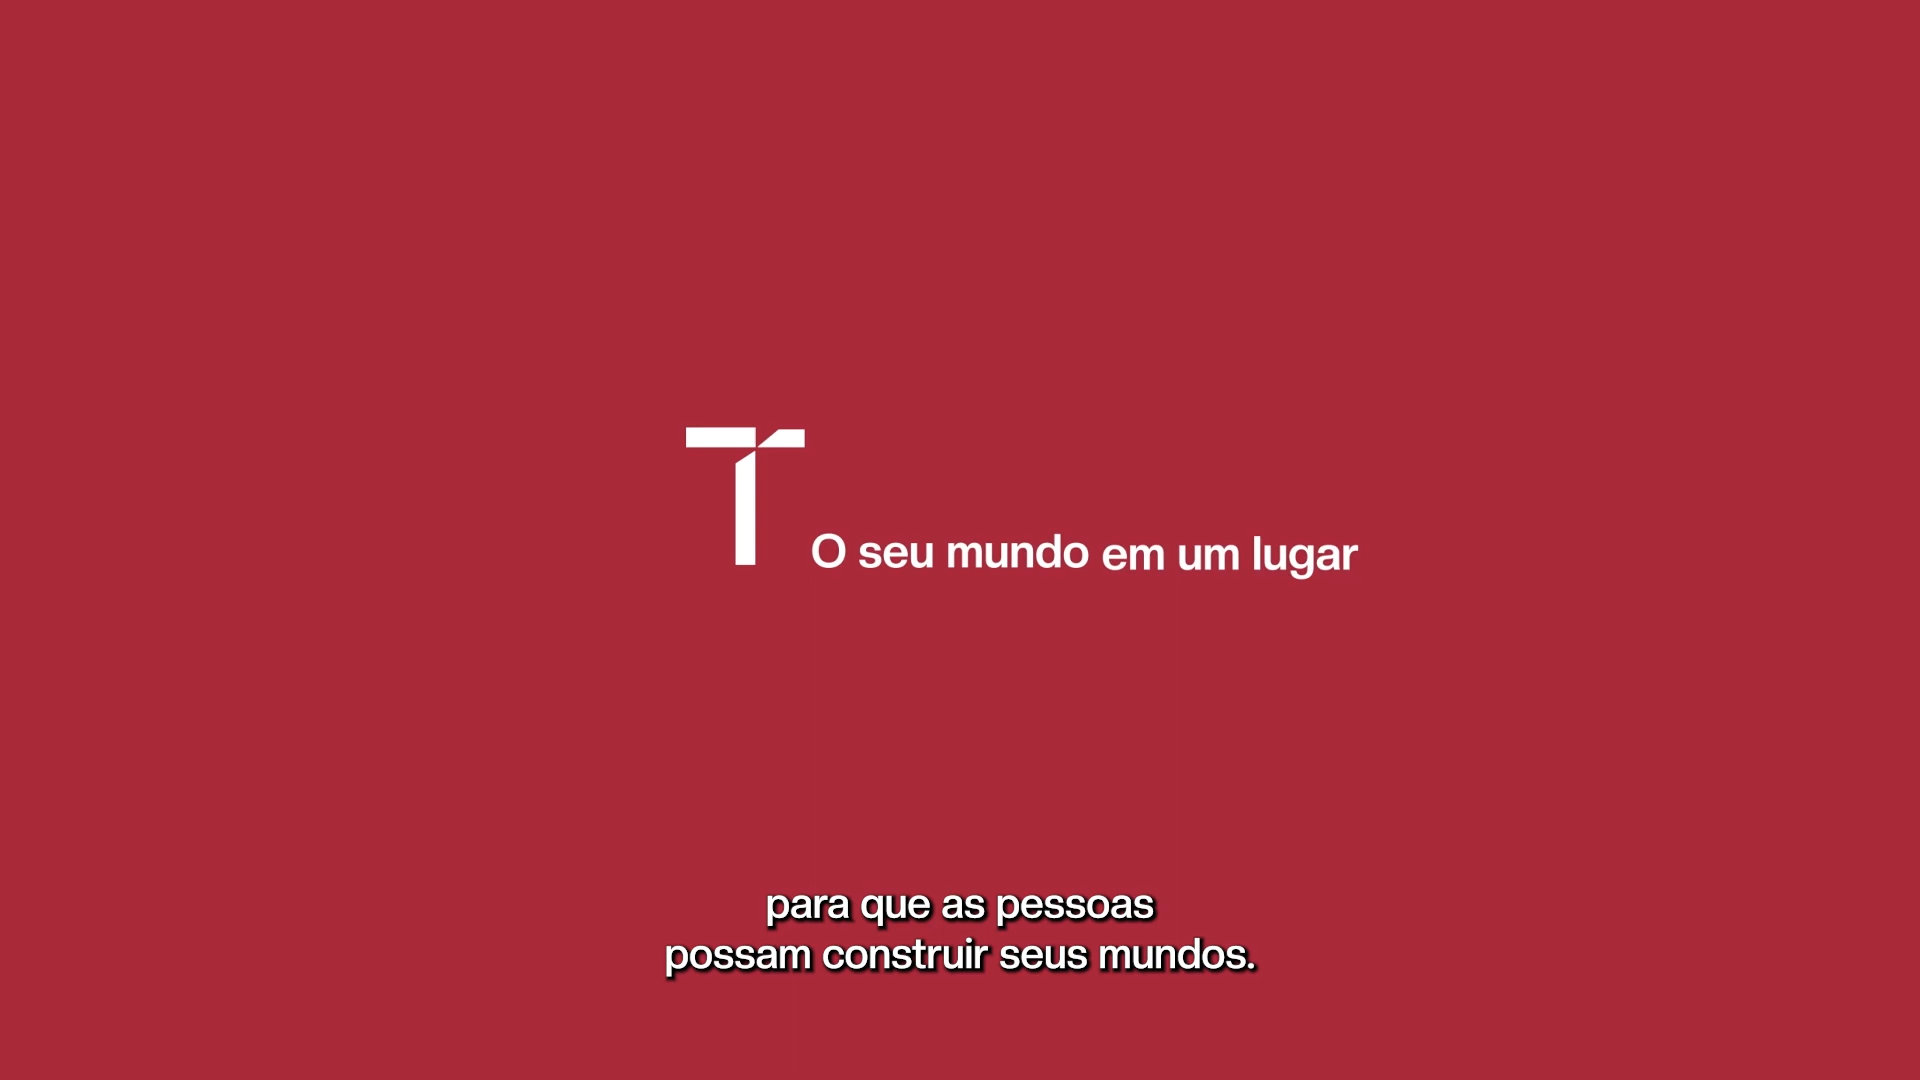 T
O seu mundo em um lugar
para que as pessoas
possam construir seus mundos.